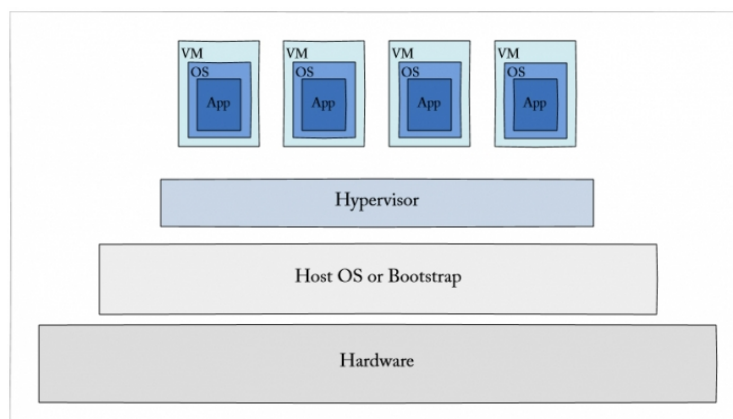 VM VM VM VM
OS OS OS OS
App App App App
Hypervisor
Host OS or Bootstrap
Hardware